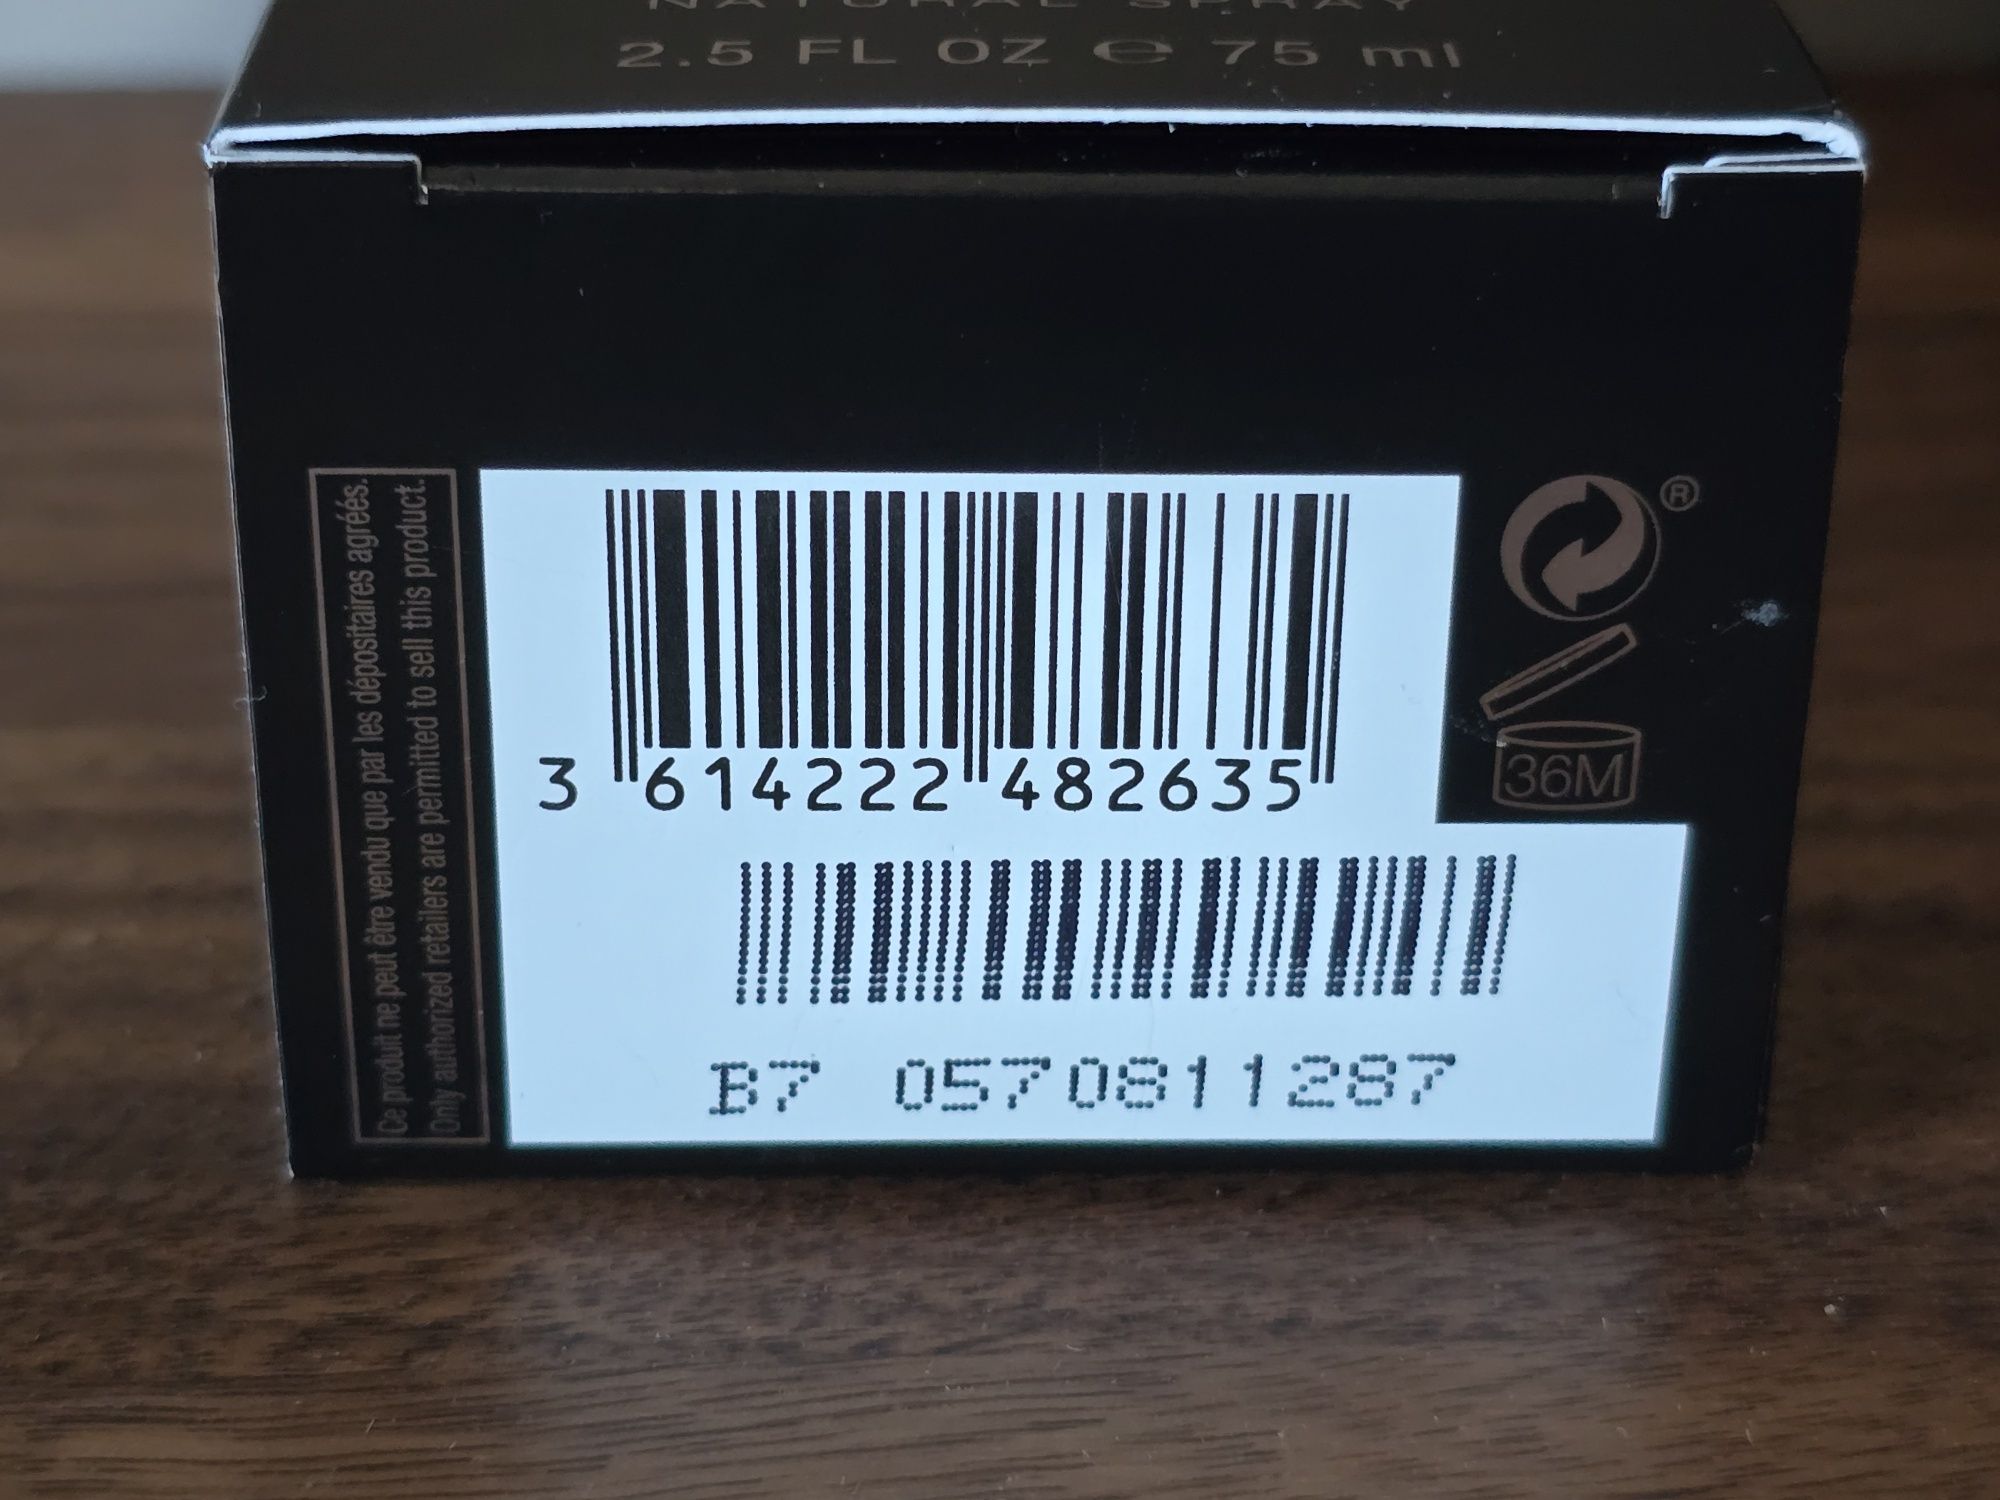 NATURAL SPRAY
2.5 FL OZ ℮ 75 ml
Ce produit ne peut être vendu que par les dépositaires agréés.
Only authorized retailers are permitted to sell this product.
®
36M
3 614222 482635
B7 0570811287